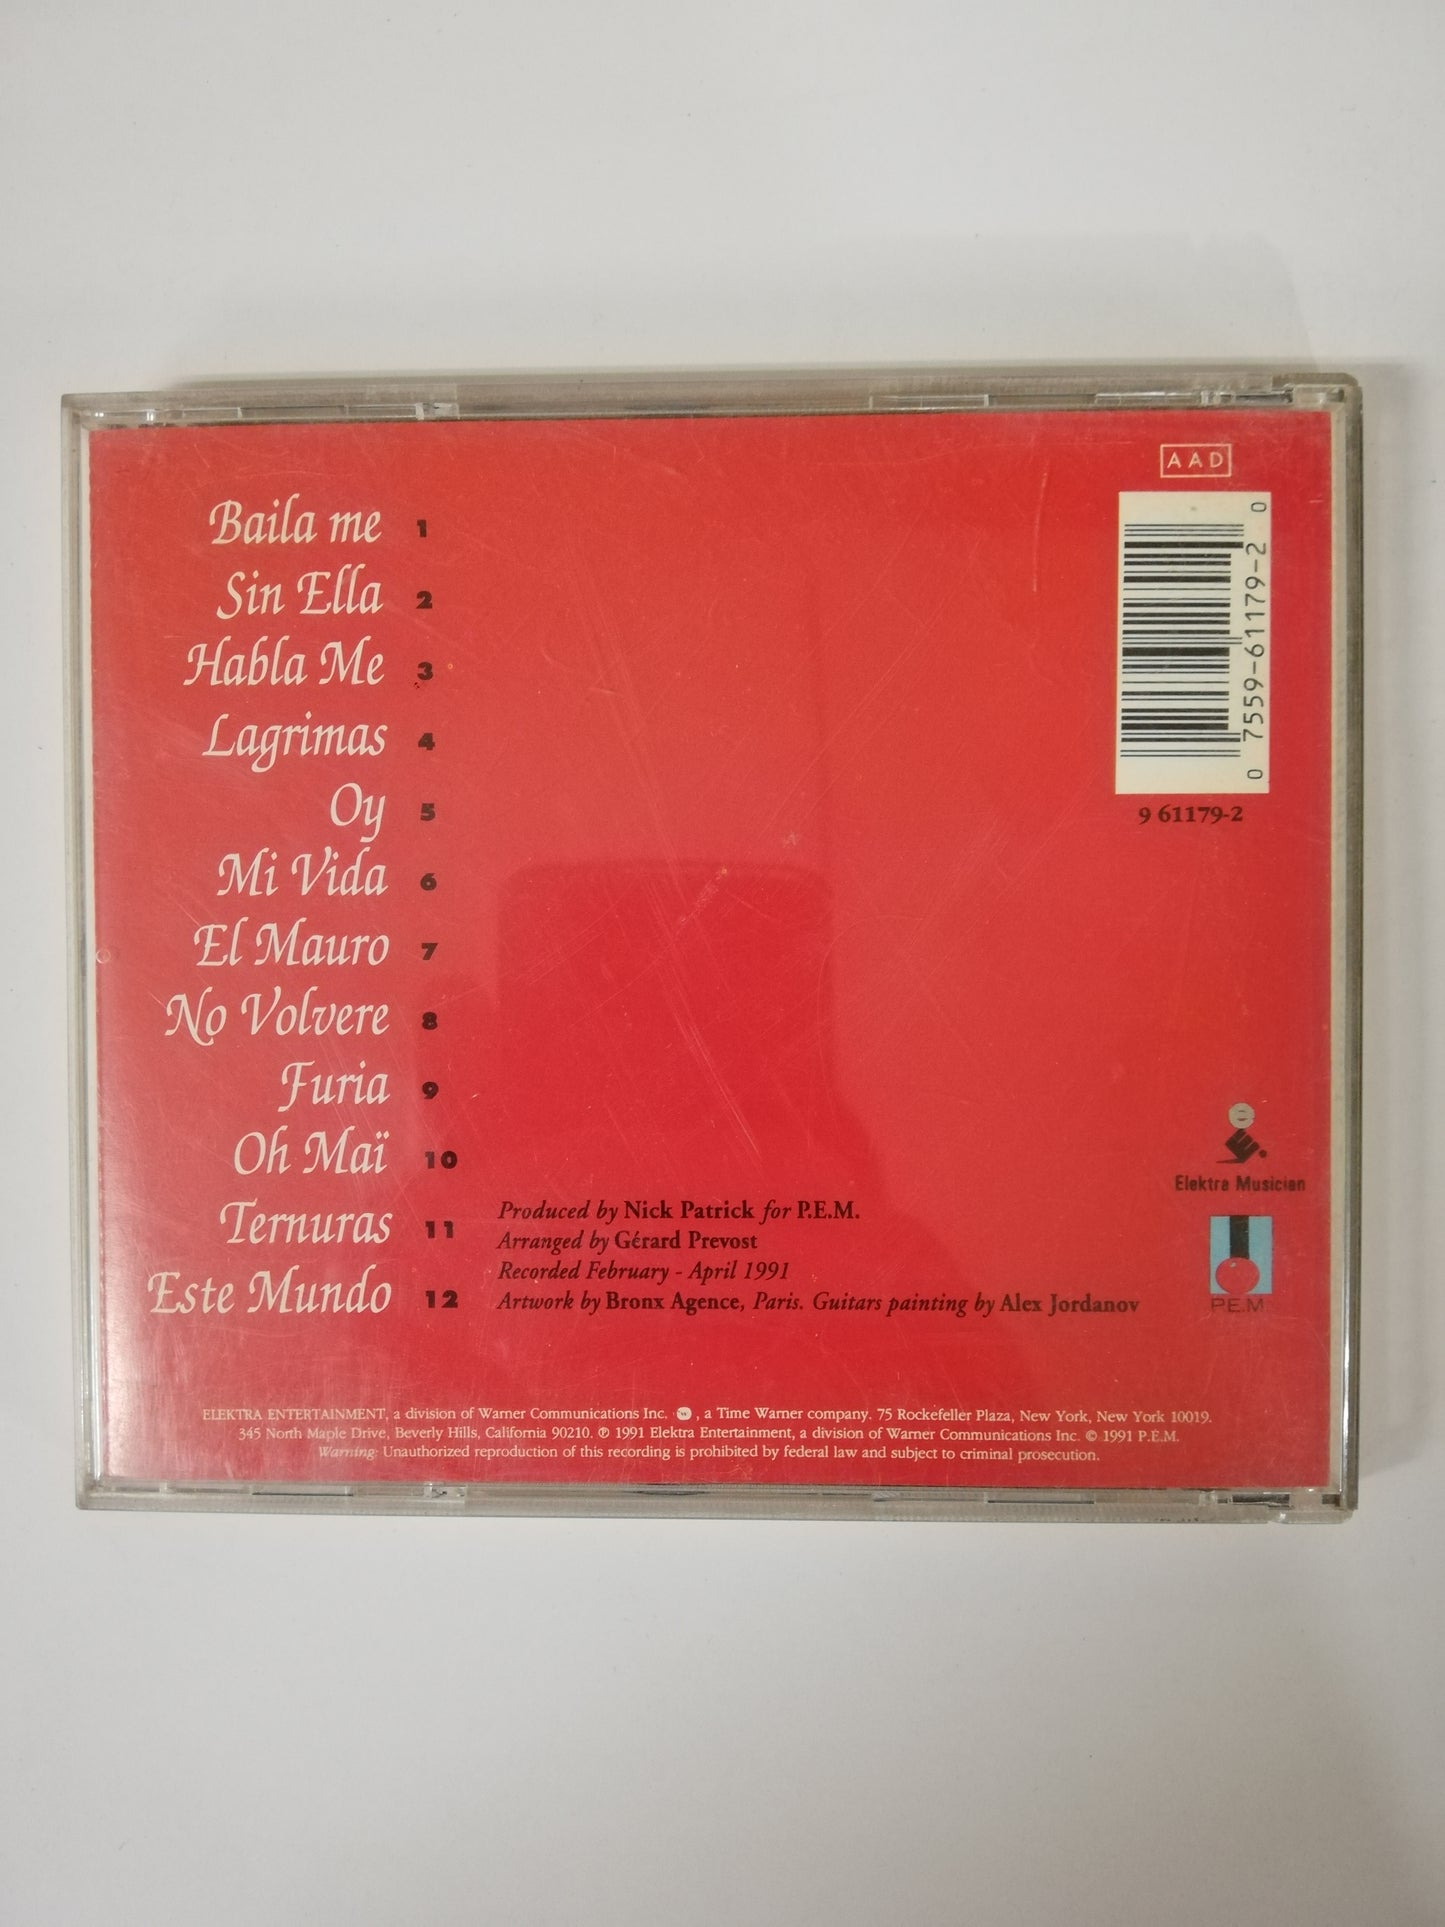 AAD
Baila me 1
Sin Ella 2
Habla Me 3
Lagrimas 4
Oy 5
Mi Vida 6
El Mauro 7
No Volvere 8
Furia 9
Oh Maï 10
Ternuras 11
Este Mundo 12
0 7559-61179-2 0
9 61179-2
Elektra Musician
P.E.M
Produced by Nick Patrick for P.E.M.
Arranged by Gérard Prevost
Recorded February - April 1991
Artwork by Bronx Agence, Paris. Guitars painting by Alex Jordanov
ELEKTRA ENTERTAINMENT, a division of Warner Communications Inc. , a Time Warner company. 75 Rockefeller Plaza, New York, New York 10019.
345 North Maple Drive, Beverly Hills, California 90210. ℗ 1991 Elektra Entertainment, a division of Warner Communications Inc. © 1991 P.E.M.
Warning: Unauthorized reproduction of this recording is prohibited by federal law and subject to criminal prosecution.